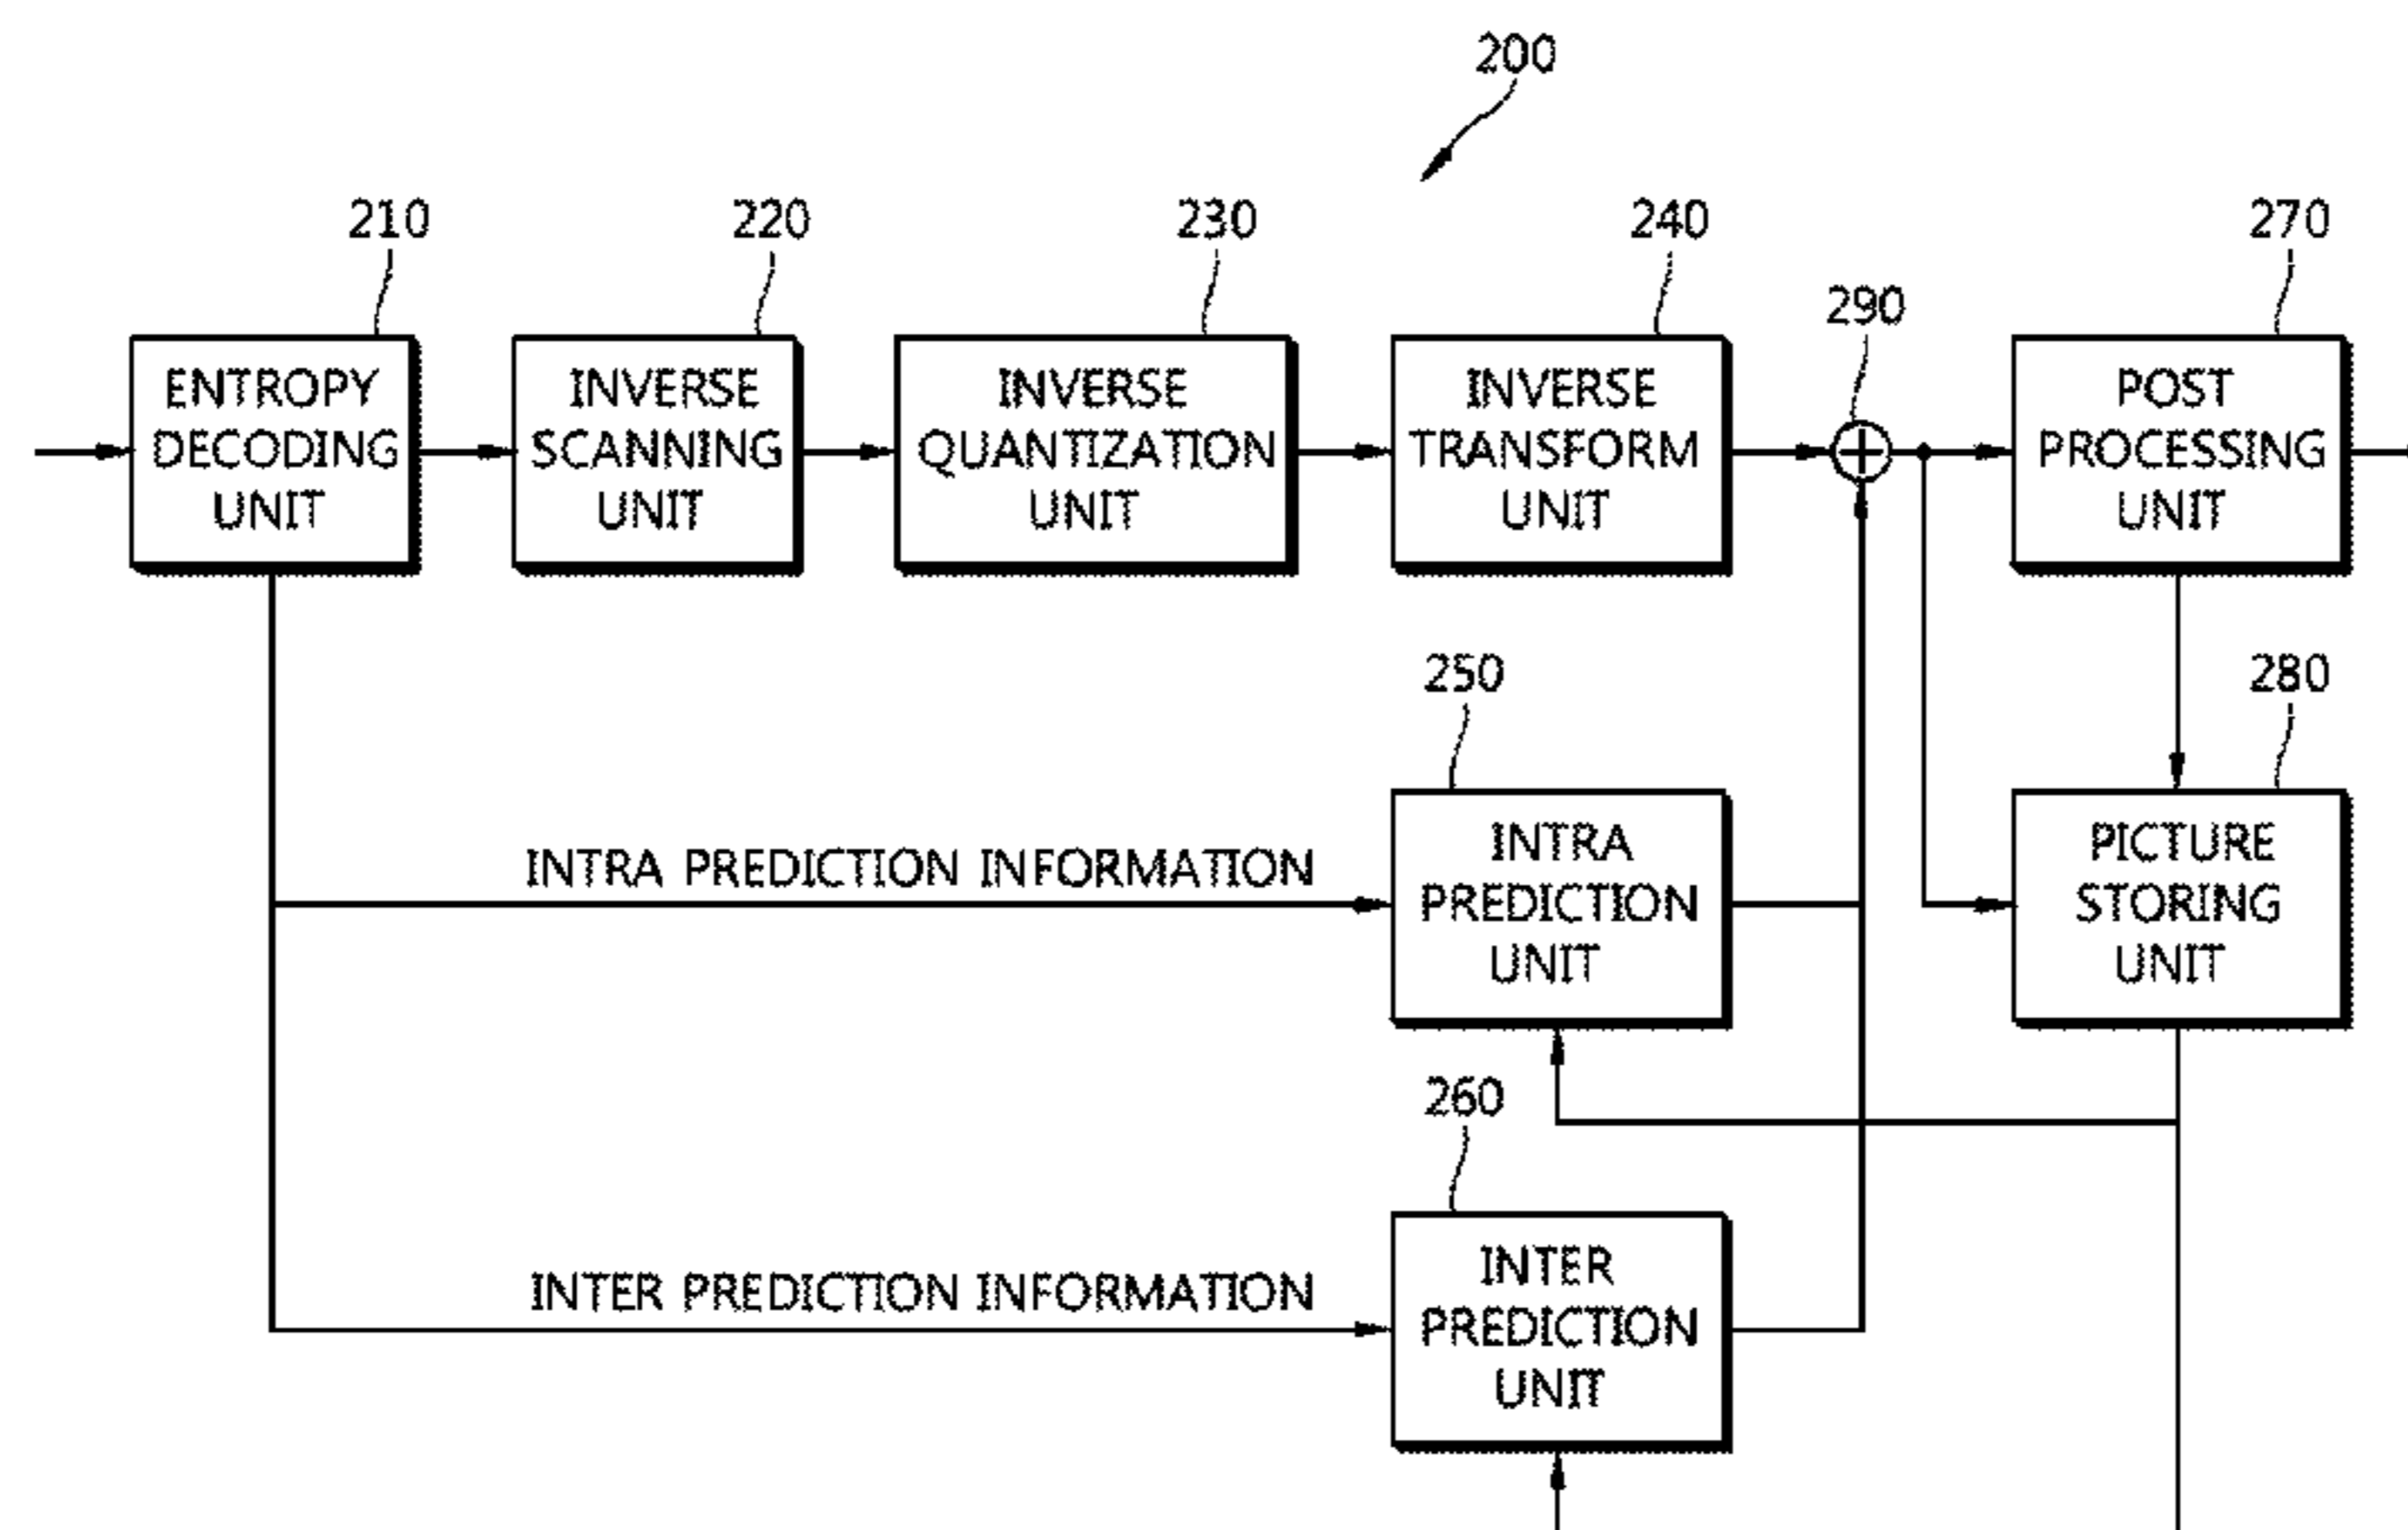 200
210
220
230
240
290
270
ENTROPY
DECODING
UNIT
INVERSE
SCANNING
UNIT
INVERSE
QUANTIZATION
UNIT
INVERSE
TRANSFORM
UNIT
POST
PROCESSING
UNIT
250
280
INTRA PREDICTION INFORMATION
INTRA
PREDICTION
UNIT
PICTURE
STORING
UNIT
260
INTER PREDICTION INFORMATION
INTER
PREDICTION
UNIT